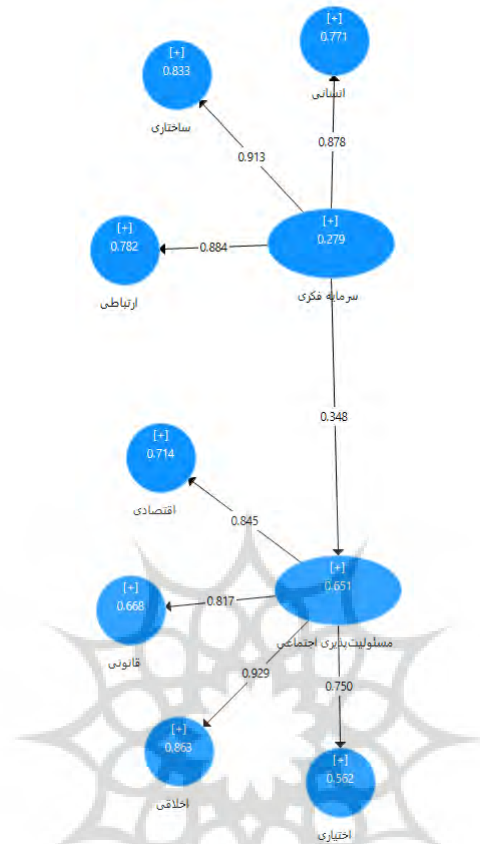 [+]
0.771
انسانی
[+]
0.833
ساختاری
0.878
0.913
[+]
0.279
سرمایه فکری
[+]
0.782
ارتباطی
0.884
0.348
[+]
0.714
اقتصادی
0.845
[+]
0.651
مسئولیت‌پذیری اجتماعی
[+]
0.668
قانونی
0.817
0.929
0.750
[+]
0.863
اخلاقی
[+]
0.562
اختیاری